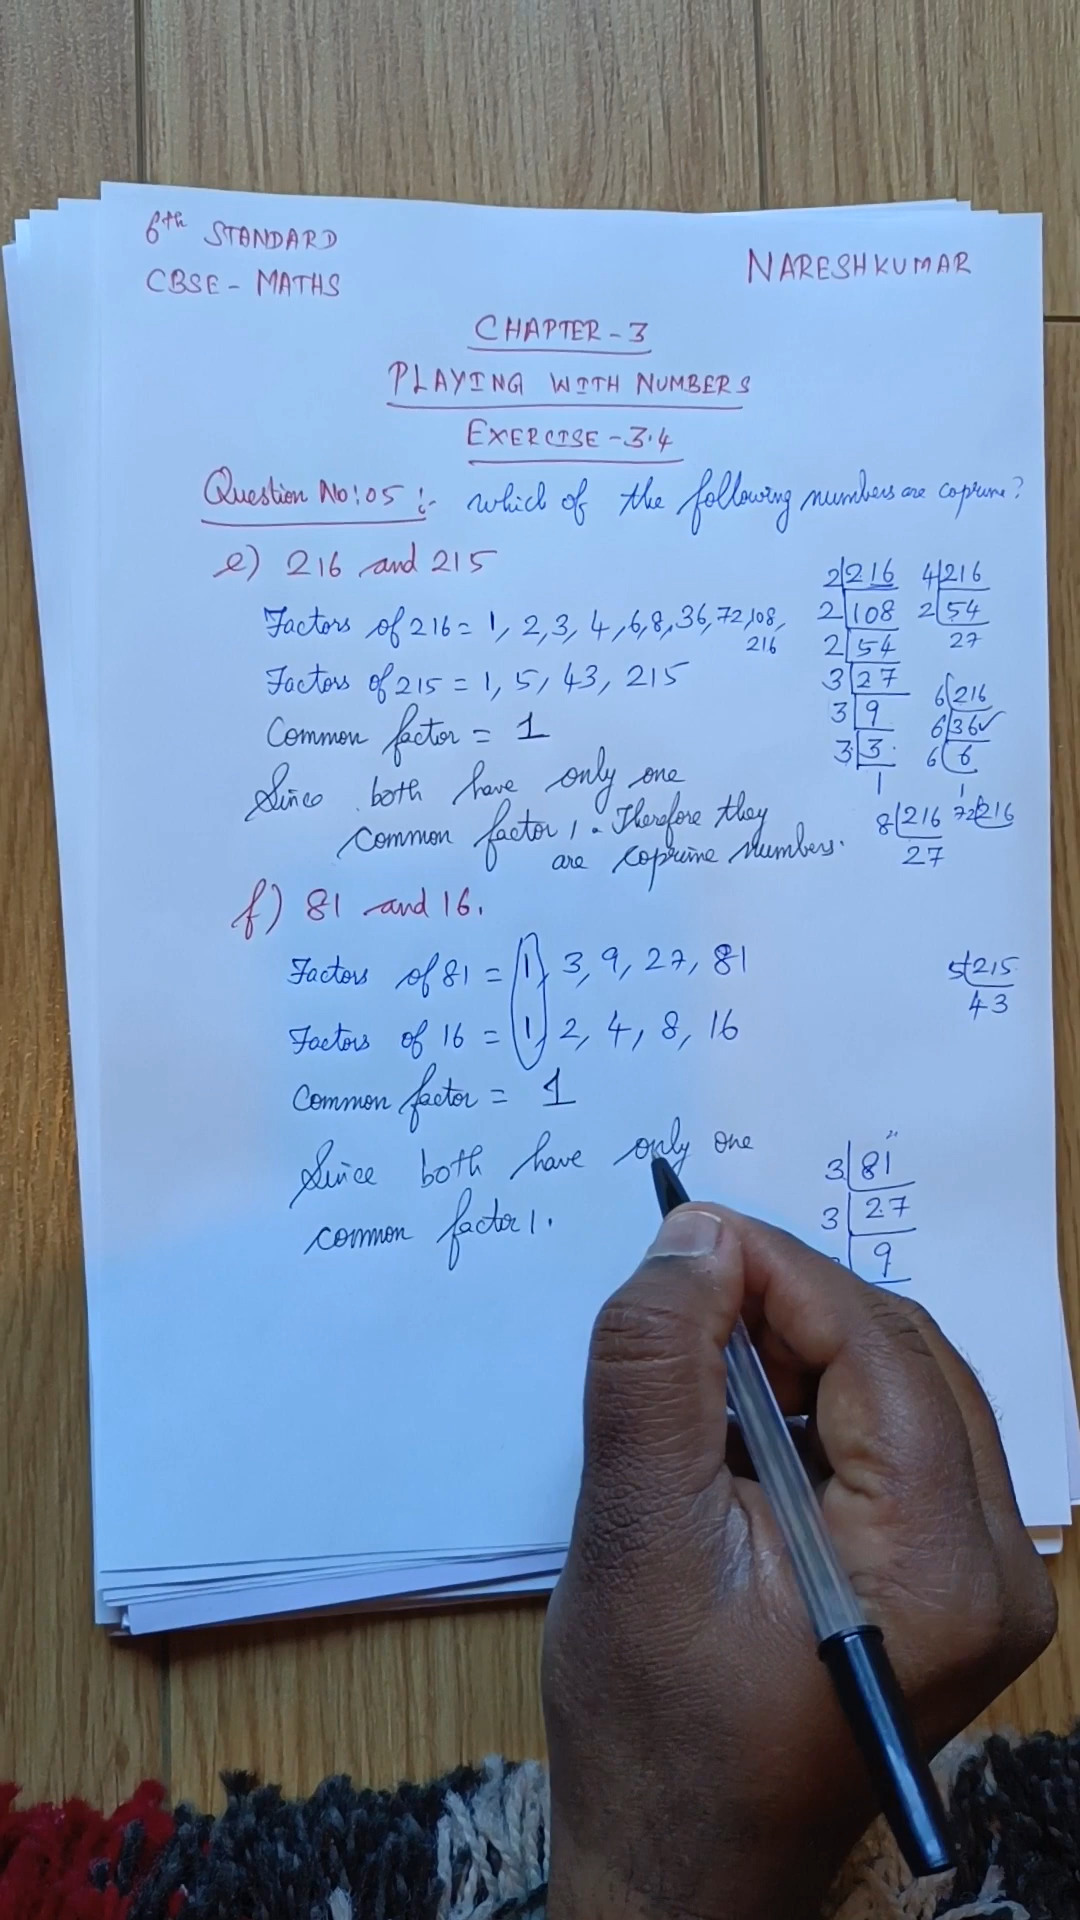 6th STANDARD
CBSE - MATHS
NARESHKUMAR
CHAPTER - 3
PLAYING WITH NUMBERS
EXERCISE - 3.4
Question No: 05 :- which of the following numbers are coprime?
e) 216 and 215
Factors of 216 = 1, 2, 3, 4, 6, 8, 36, 72, 108,
216
Factors of 215 = 1, 5, 43, 215
Common factor = 1
Since both have only one
common factor 1. Therefore they
are coprime numbers.
2 216
2 108
2 54
3 27
3 9
3 3
1
4 216
2 54
27
6 216
6 36 ✓
6 6
1
8 216
27
72 216
f) 81 and 16.
Factors of 81 = 1, 3, 9, 27, 81
Factors of 16 = 1, 2, 4, 8, 16
Common factor = 1
Since both have only one
common factor 1.
5 215
43
3 81
3 27
9